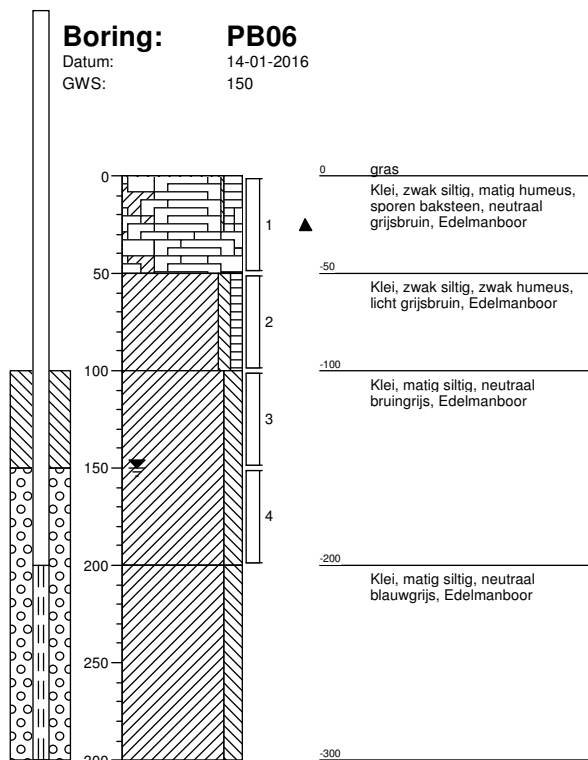 Boring: PB06
Datum: 14-01-2016
GWS: 150
0
50
100
150
200
250
300
1
2
3
4
0 gras
Klei, zwak siltig, matig humeus,
sporen baksteen, neutraal
grijsbruin, Edelmanboor
-50
Klei, zwak siltig, zwak humeus,
licht grijsbruin, Edelmanboor
-100
Klei, matig siltig, neutraal
bruingrijs, Edelmanboor
-200
Klei, matig siltig, neutraal
blauwgrijs, Edelmanboor
-300